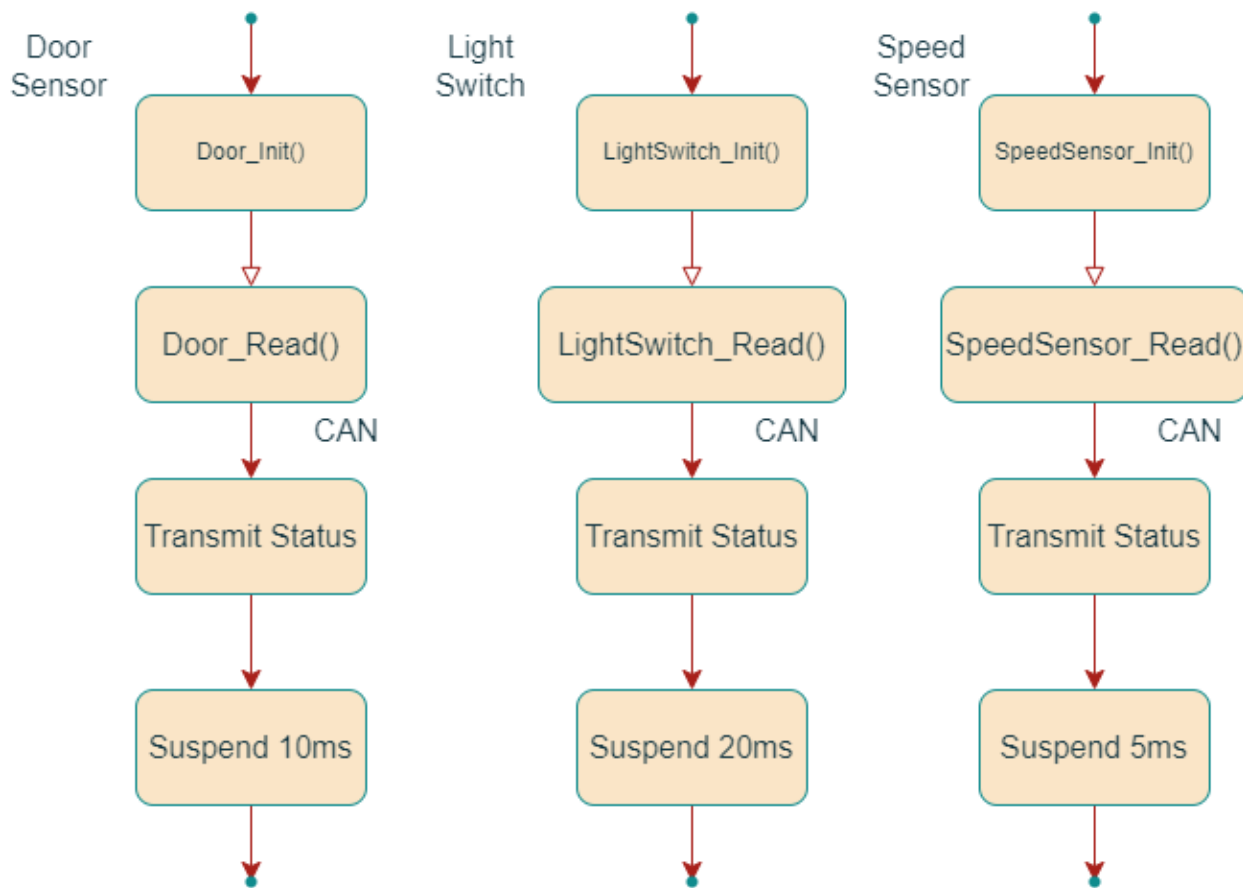 Door
Sensor
Door_Init()
Door_Read()
CAN
Transmit Status
Suspend 10ms
Light
Switch
LightSwitch_Init()
LightSwitch_Read()
CAN
Transmit Status
Suspend 20ms
Speed
Sensor
SpeedSensor_Init()
SpeedSensor_Read()
CAN
Transmit Status
Suspend 5ms